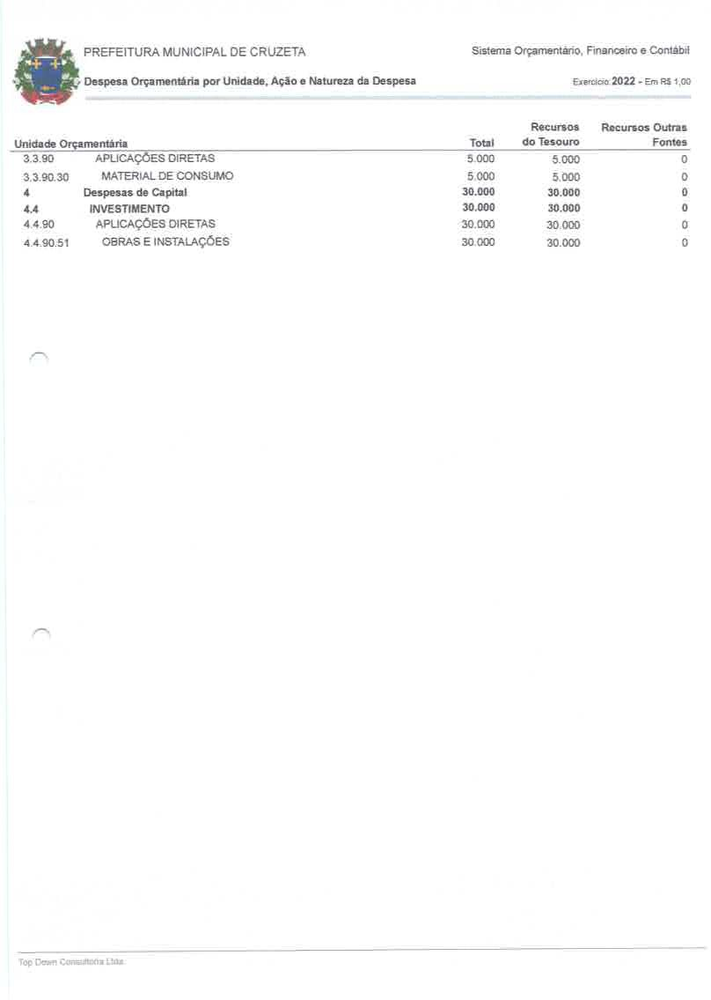 PREFEITURA MUNICIPAL DE CRUZETA
Sistema Orçamentário, Financeiro e Contábil
Despesa Orçamentária por Unidade, Ação e Natureza da Despesa
Exercício:2022 - Em R$ 1,00
Unidade Orçamentária Total Recursos do Tesouro Recursos Outras Fontes
3.3.90 APLICAÇÕES DIRETAS 5.000 5.000 0
3.3.90.30 MATERIAL DE CONSUMO 5.000 5.000 0
4 Despesas de Capital 30.000 30.000 0
4.4 INVESTIMENTO 30.000 30.000 0
4.4.90 APLICAÇÕES DIRETAS 30.000 30.000 0
4.4.90.51 OBRAS E INSTALAÇÕES 30.000 30.000 0
Top Down Consultoria Ltda.